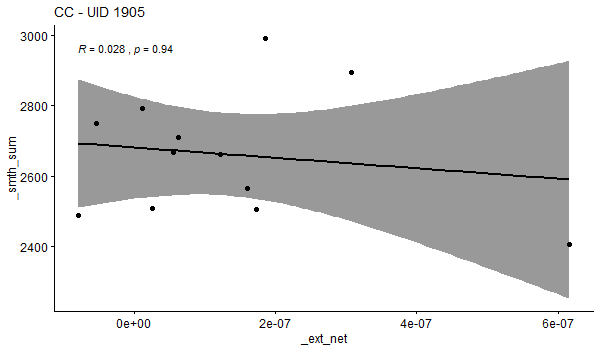 CC - UID 1905
R = 0.028 , p = 0.94
3000
2800
2600
2400
_smth_sum
0e+00 2e-07 4e-07 6e-07
_ext_net